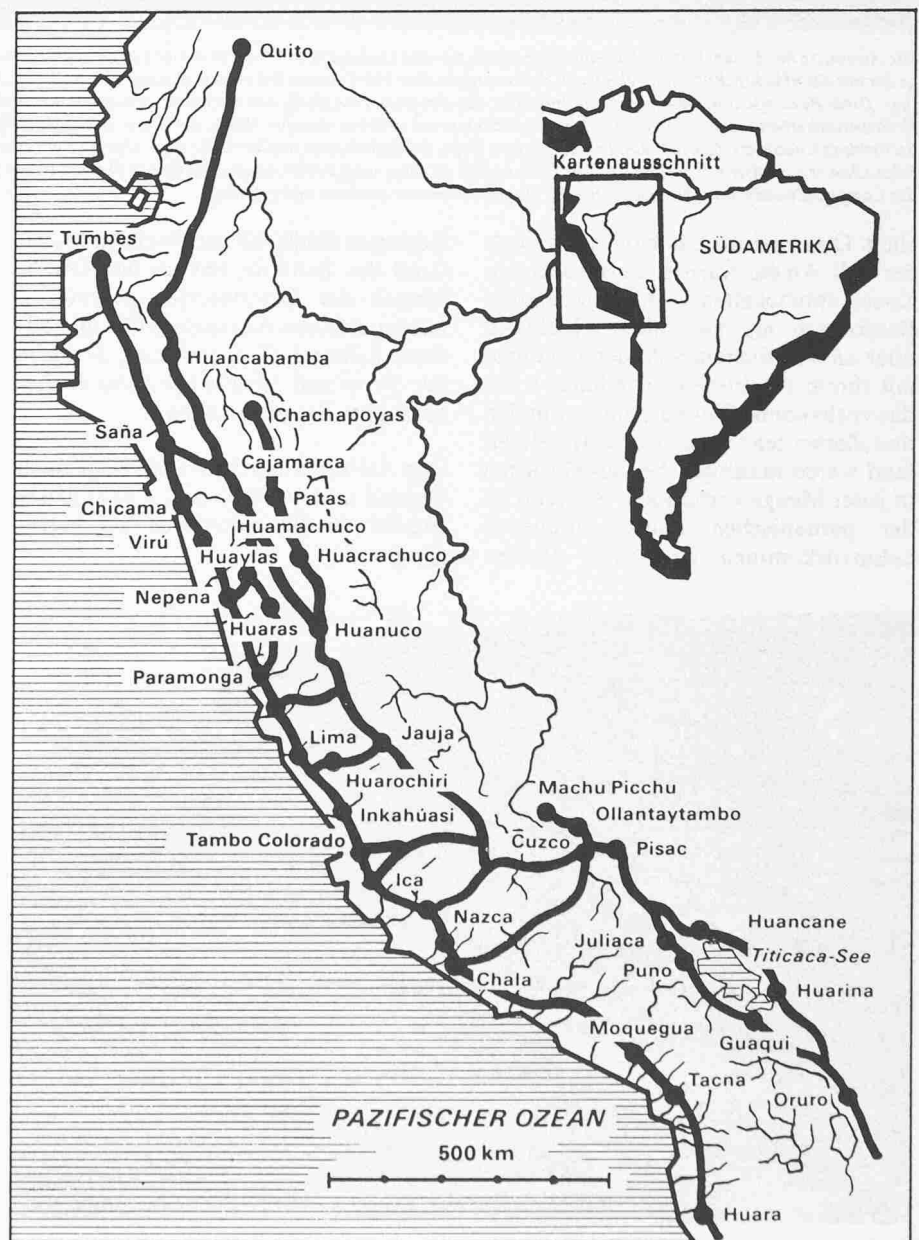 Quito
Kartenausschnitt
SÜDAMERIKA
Tumbes
Huancabamba
Chachapoyas
Saña
Cajamarca
Patas
Chicama
Huamachuco
Virú
Huaylas
Huacrachuco
Nepena
Huaras
Huanuco
Paramonga
Lima
Jauja
Huarochiri
Machu Picchu
Inkahúasi
Ollantaytambo
Tambo Colorado
Cuzco
Pisac
Ica
Nazca
Huancane
Juliaca
Titicaca-See
Puno
Chala
Huarina
Moquegua
Guaqui
Tacna
Oruro
PAZIFISCHER OZEAN
500 km
Huara